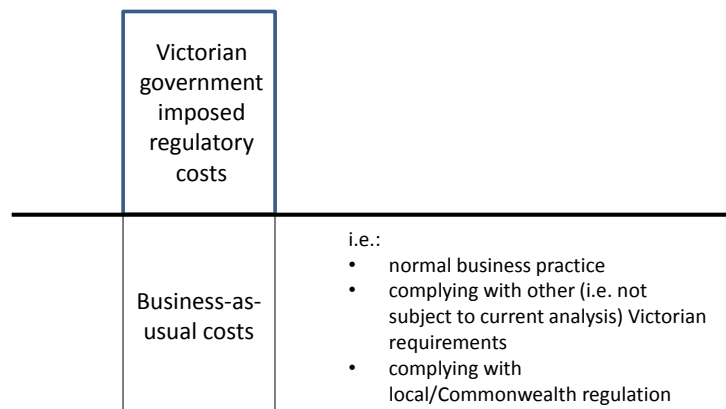 Victorian
government
imposed
regulatory
costs
Business-as-
usual costs
i.e.:
• normal business practice
• complying with other (i.e. not
subject to current analysis) Victorian
requirements
• complying with
local/Commonwealth regulation